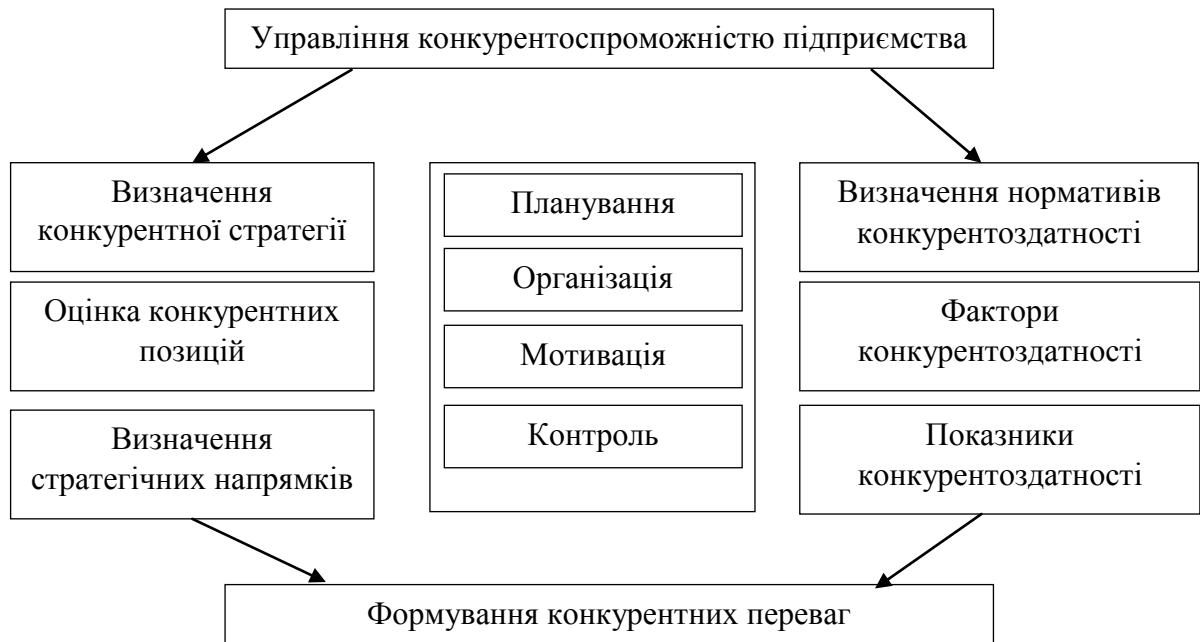 Управління конкурентоспроможністю підприємства
Визначення
конкурентної стратегії
Оцінка конкурентних
позицій
Визначення
стратегічних напрямків
Планування
Організація
Мотивація
Контроль
Визначення нормативів
конкурентоздатності
Фактори
конкурентоздатності
Показники
конкурентоздатності
Формування конкурентних переваг